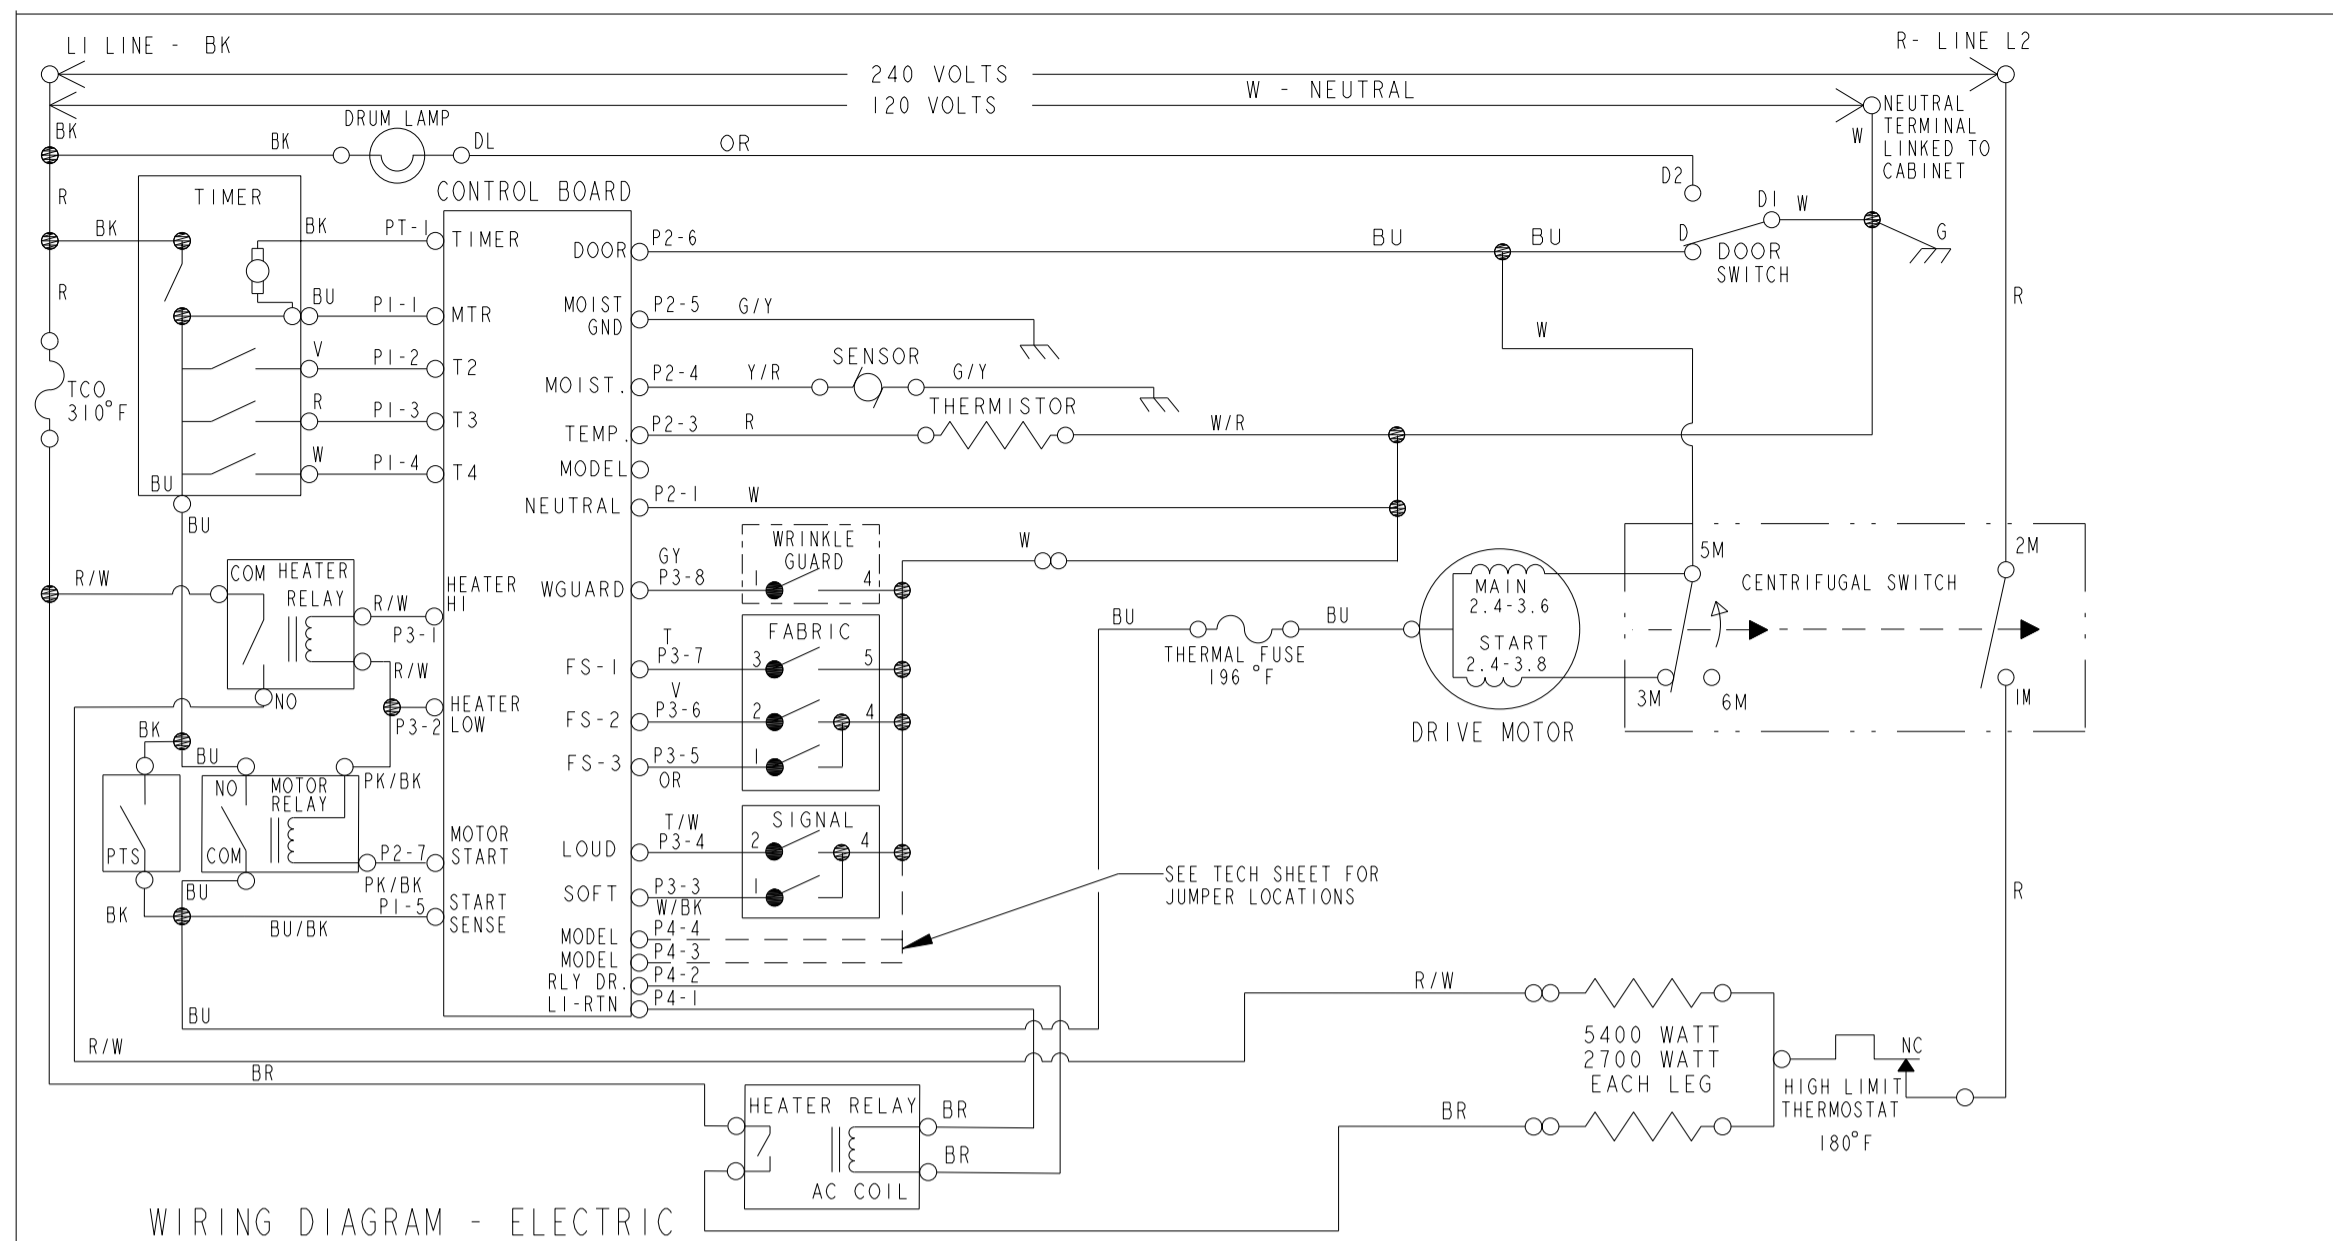 LI LINE - BK
R- LINE L2
240 VOLTS
W - NEUTRAL
120 VOLTS
NEUTRAL
TERMINAL
LINKED TO
CABINET
W
BK
DRUM LAMP
BK
DL
OR
D2
R
TIMER
CONTROL BOARD
D1
W
BK
BK
PT-1
TIMER
DOOR
P2-6
BU
BU
D
DOOR
SWITCH
G
R
BU
P1-1
MTR
MOIST
GND
P2-5
G/Y
R
W
V
P1-2
T2
MOIST.
P2-4
Y/R
SENSOR
G/Y
TCO
310°F
R
P1-3
T3
TEMP.
P2-3
R
THERMISTOR
W/R
W
P1-4
T4
MODEL
BU
NEUTRAL
P2-1
W
BU
WRINKLE
GUARD
W
5M
2M
R/W
COM HEATER
RELAY
R/W
P3-1
HEATER
HI
WGUARD
GY
P3-8
1
4
MAIN
2.4-3.6
CENTRIFUGAL SWITCH
BU
THERMAL FUSE
196 °F
BU
START
2.4-3.8
FABRIC
R/W
FS-1
T
P3-7
3
5
NO
P3-2
HEATER
LOW
FS-2
V
P3-6
2
4
3M
6M
1M
DRIVE MOTOR
BK
BU
PK/BK
FS-3
P3-5
OR
1
NO
MOTOR
RELAY
PTS
COM
P2-7
MOTOR
START
SIGNAL
LOUD
T/W
P3-4
2
4
BU
PK/BK
P1-5
START
SENSE
SOFT
P3-3
W/BK
1
SEE TECH SHEET FOR
JUMPER LOCATIONS
R
BK
BU/BK
MODEL
P4-4
MODEL
P4-3
RLY DR.
P4-2
LI-RTN
P4-1
BU
R/W
R/W
5400 WATT
2700 WATT
EACH LEG
NC
HIGH LIMIT
THERMOSTAT
180°F
BR
HEATER RELAY
BR
BR
BR
AC COIL
WIRING DIAGRAM - ELECTRIC